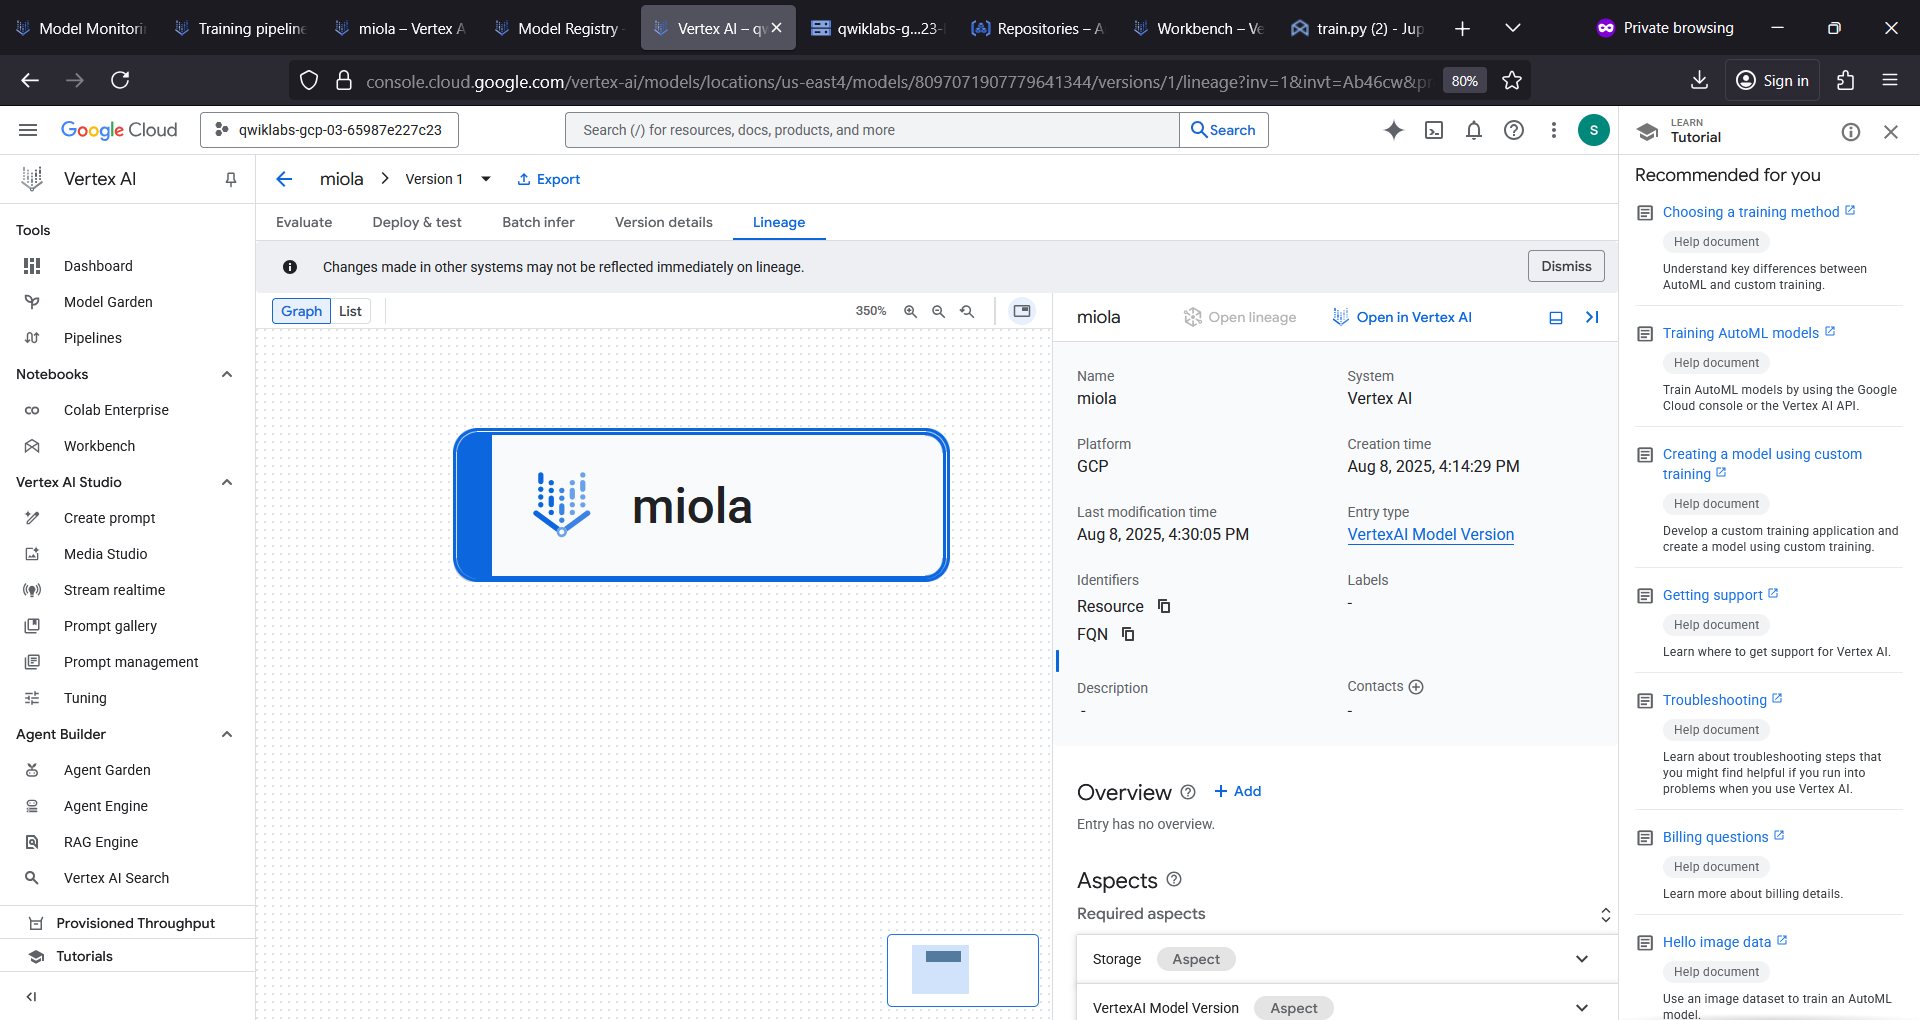 Model Monitorin
Training pipeline
miola – Vertex A
Model Registry -
Vertex AI – qw
qwiklabs-g...23-
Repositories – A
Workbench – Ve
train.py (2) - Jup
Private browsing
console.cloud.google.com/vertex-ai/models/locations/us-east4/models/8097071907779641344/versions/1/lineage?inv=1&invt=Ab46cw&pr
80%
Sign in
Google Cloud
qwiklabs-gcp-03-65987e227c23
Search (/) for resources, docs, products, and more
Search
S
LEARN
Tutorial
Vertex AI
miola
Version 1
Export
Evaluate
Deploy & test
Batch infer
Version details
Lineage
Changes made in other systems may not be reflected immediately on lineage.
Dismiss
Tools
Dashboard
Model Garden
Pipelines
Notebooks
Colab Enterprise
Workbench
Vertex AI Studio
Create prompt
Media Studio
Stream realtime
Prompt gallery
Prompt management
Tuning
Agent Builder
Agent Garden
Agent Engine
RAG Engine
Vertex AI Search
Provisioned Throughput
Tutorials
Graph
List
350%
miola
miola
Open lineage
Open in Vertex AI
Name
miola
System
Vertex AI
Platform
GCP
Creation time
Aug 8, 2025, 4:14:29 PM
Last modification time
Aug 8, 2025, 4:30:05 PM
Entry type
VertexAI Model Version
Identifiers
Resource
FQN
Labels
-
Description
-
Contacts
-
Overview
Add
Entry has no overview.
Aspects
Required aspects
Storage
Aspect
VertexAI Model Version
Aspect
Recommended for you
Choosing a training method
Help document
Understand key differences between
AutoML and custom training.
Training AutoML models
Help document
Train AutoML models by using the Google
Cloud console or the Vertex AI API.
Creating a model using custom
training
Help document
Develop a custom training application and
create a model using custom training.
Getting support
Help document
Learn where to get support for Vertex AI.
Troubleshooting
Help document
Learn about troubleshooting steps that
you might find helpful if you run into
problems when you use Vertex AI.
Billing questions
Help document
Learn more about billing details.
Hello image data
Help document
Use an image dataset to train an AutoML
model.